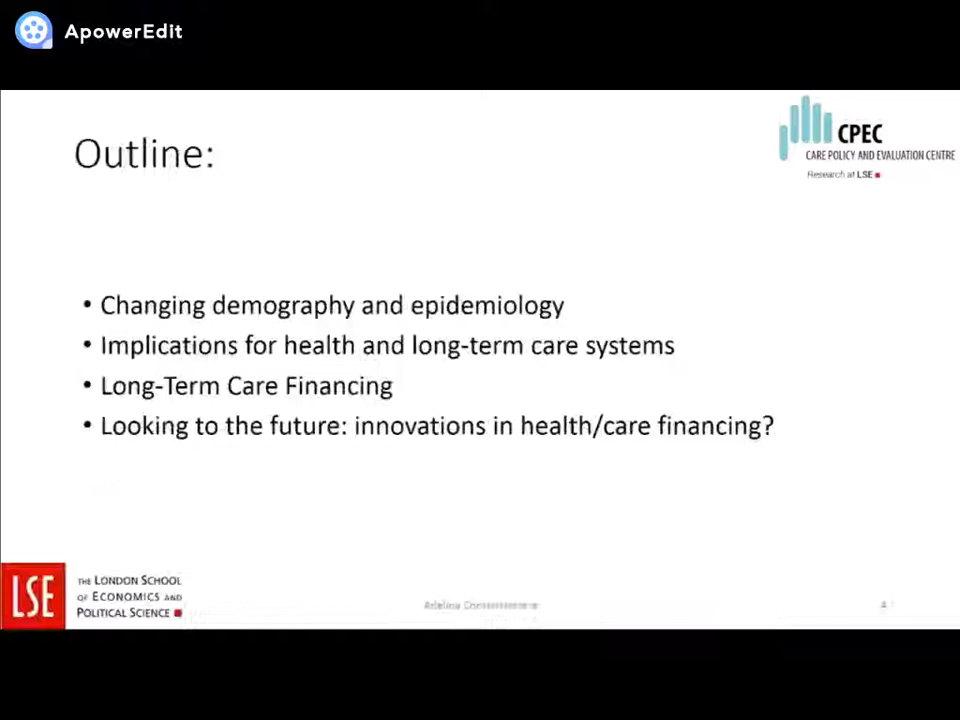 ApowerEdit
Outline:
CPEC
CARE POLICY AND EVALUATION CENTRE
Research at LSE
• Changing demography and epidemiology
• Implications for health and long-term care systems
• Long-Term Care Financing
• Looking to the future: innovations in health/care financing?
LSE
THE LONDON SCHOOL
OF ECONOMICS AND
POLITICAL SCIENCE
Adelina
4